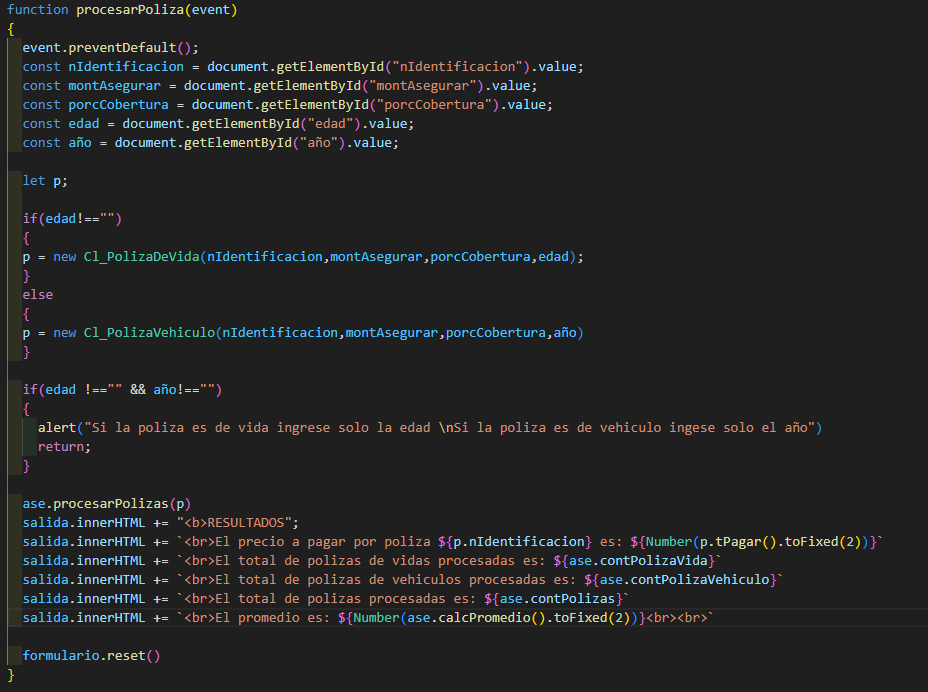 function procesarPoliza(event)
{
event.preventDefault();
const nIdentificacion = document.getElementById("nIdentificacion").value;
const montAsegurar = document.getElementById("montAsegurar").value;
const porcCobertura = document.getElementById("porcCobertura").value;
const edad = document.getElementById("edad").value;
const año = document.getElementById("año").value;
let p;
if(edad!=="")
{
p = new Cl_PolizaDeVida(nIdentificacion,montAsegurar,porcCobertura,edad);
}
else
{
p = new Cl_PolizaVehiculo(nIdentificacion,montAsegurar,porcCobertura,año)
}
if(edad !=="" && año!=="")
{
alert("Si la poliza es de vida ingrese solo la edad \nSi la poliza es de vehiculo ingese solo el año")
return;
}
ase.procesarPolizas(p)
salida.innerHTML += "<b>RESULTADOS";
salida.innerHTML += `<br>El precio a pagar por poliza ${p.nIdentificacion} es: ${Number(p.tPagar().toFixed(2))}`
salida.innerHTML += `<br>El total de polizas de vidas procesadas es: ${ase.contPolizaVida}`
salida.innerHTML += `<br>El total de polizas de vehiculos procesadas es: ${ase.contPolizaVehiculo}`
salida.innerHTML += `<br>El total de polizas procesadas es: ${ase.contPolizas}`
salida.innerHTML += `<br>El promedio es: ${Number(ase.calcPromedio().toFixed(2))}<br><br>`
formulario.reset()
}